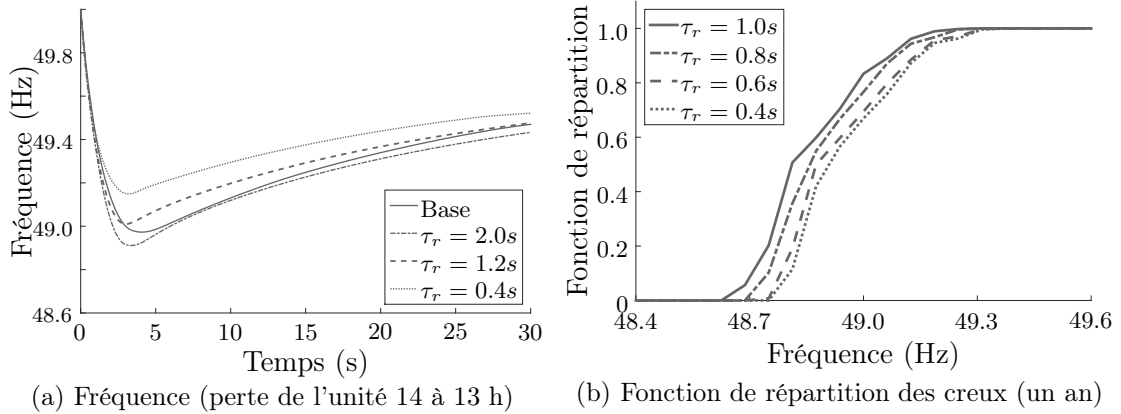 49.8
49.4
49.0
48.6
Fréquence (Hz)
0 5 10 15 20 25 30
Temps (s)
Base
τr = 2.0s
τr = 1.2s
τr = 0.4s
(a) Fréquence (perte de l'unité 14 à 13 h)
1.0
0.8
0.6
0.4
0.2
0
Fonction de répartition
48.4 48.7 49.0 49.3 49.6
Fréquence (Hz)
τr = 1.0s
τr = 0.8s
τr = 0.6s
τr = 0.4s
(b) Fonction de répartition des creux (un an)